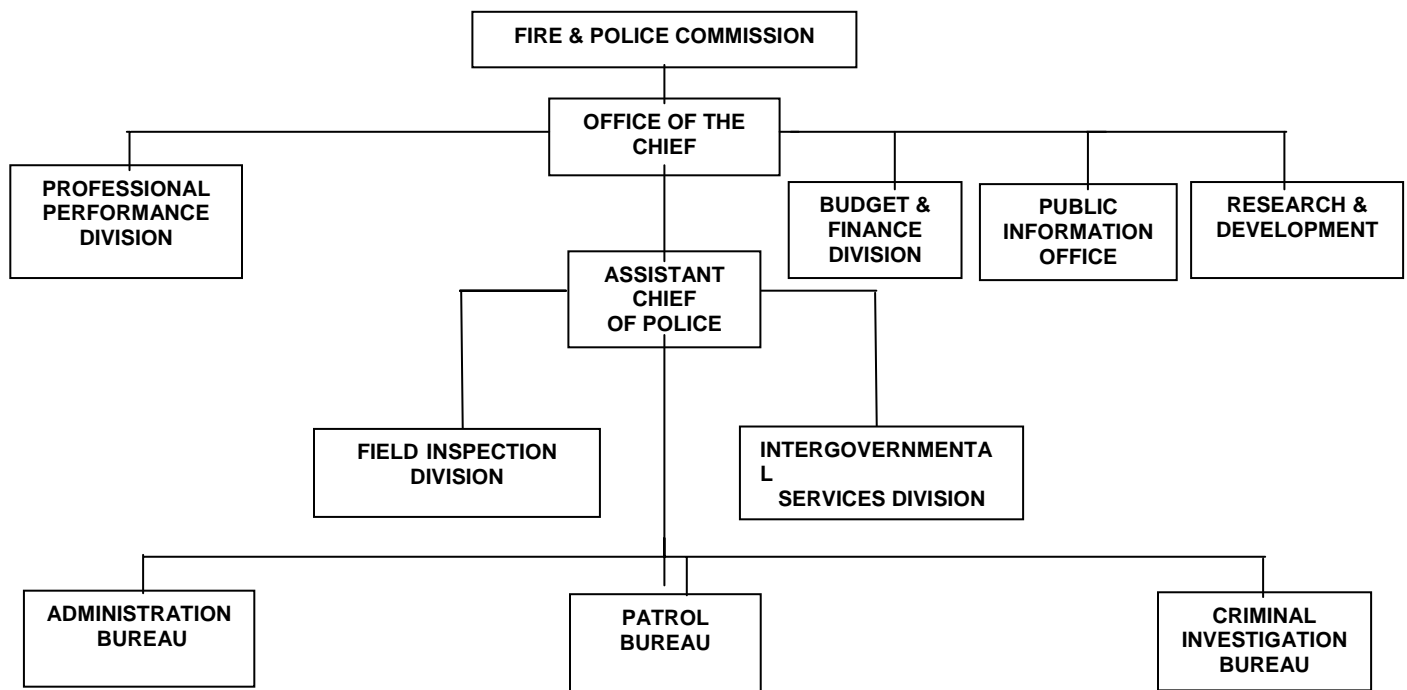 FIRE & POLICE COMMISSION
OFFICE OF THE
CHIEF
PROFESSIONAL
PERFORMANCE
DIVISION
BUDGET &
FINANCE
DIVISION
PUBLIC
INFORMATION
OFFICE
RESEARCH &
DEVELOPMENT
ASSISTANT
CHIEF
OF POLICE
FIELD INSPECTION
DIVISION
INTERGOVERNMENTA
L
SERVICES DIVISION
ADMINISTRATION
BUREAU
PATROL
BUREAU
CRIMINAL
INVESTIGATION
BUREAU